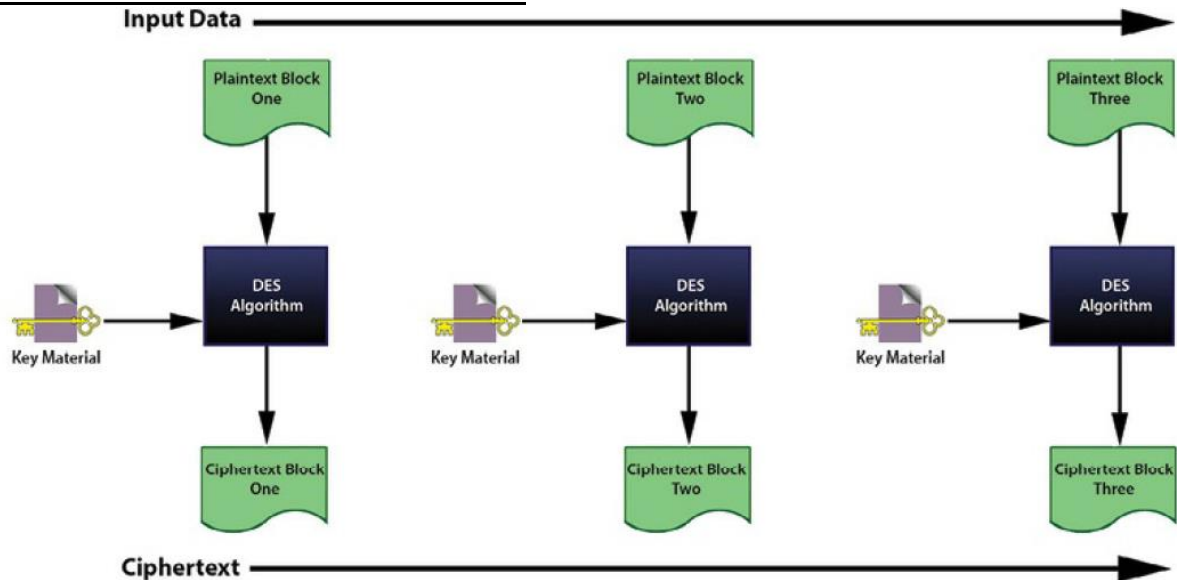 Input Data
Plaintext Block
One
Plaintext Block
Two
Plaintext Block
Three
DES
Algorithm
DES
Algorithm
DES
Algorithm
Key Material
Key Material
Key Material
Ciphertext Block
One
Ciphertext Block
Two
Ciphertext Block
Three
Ciphertext